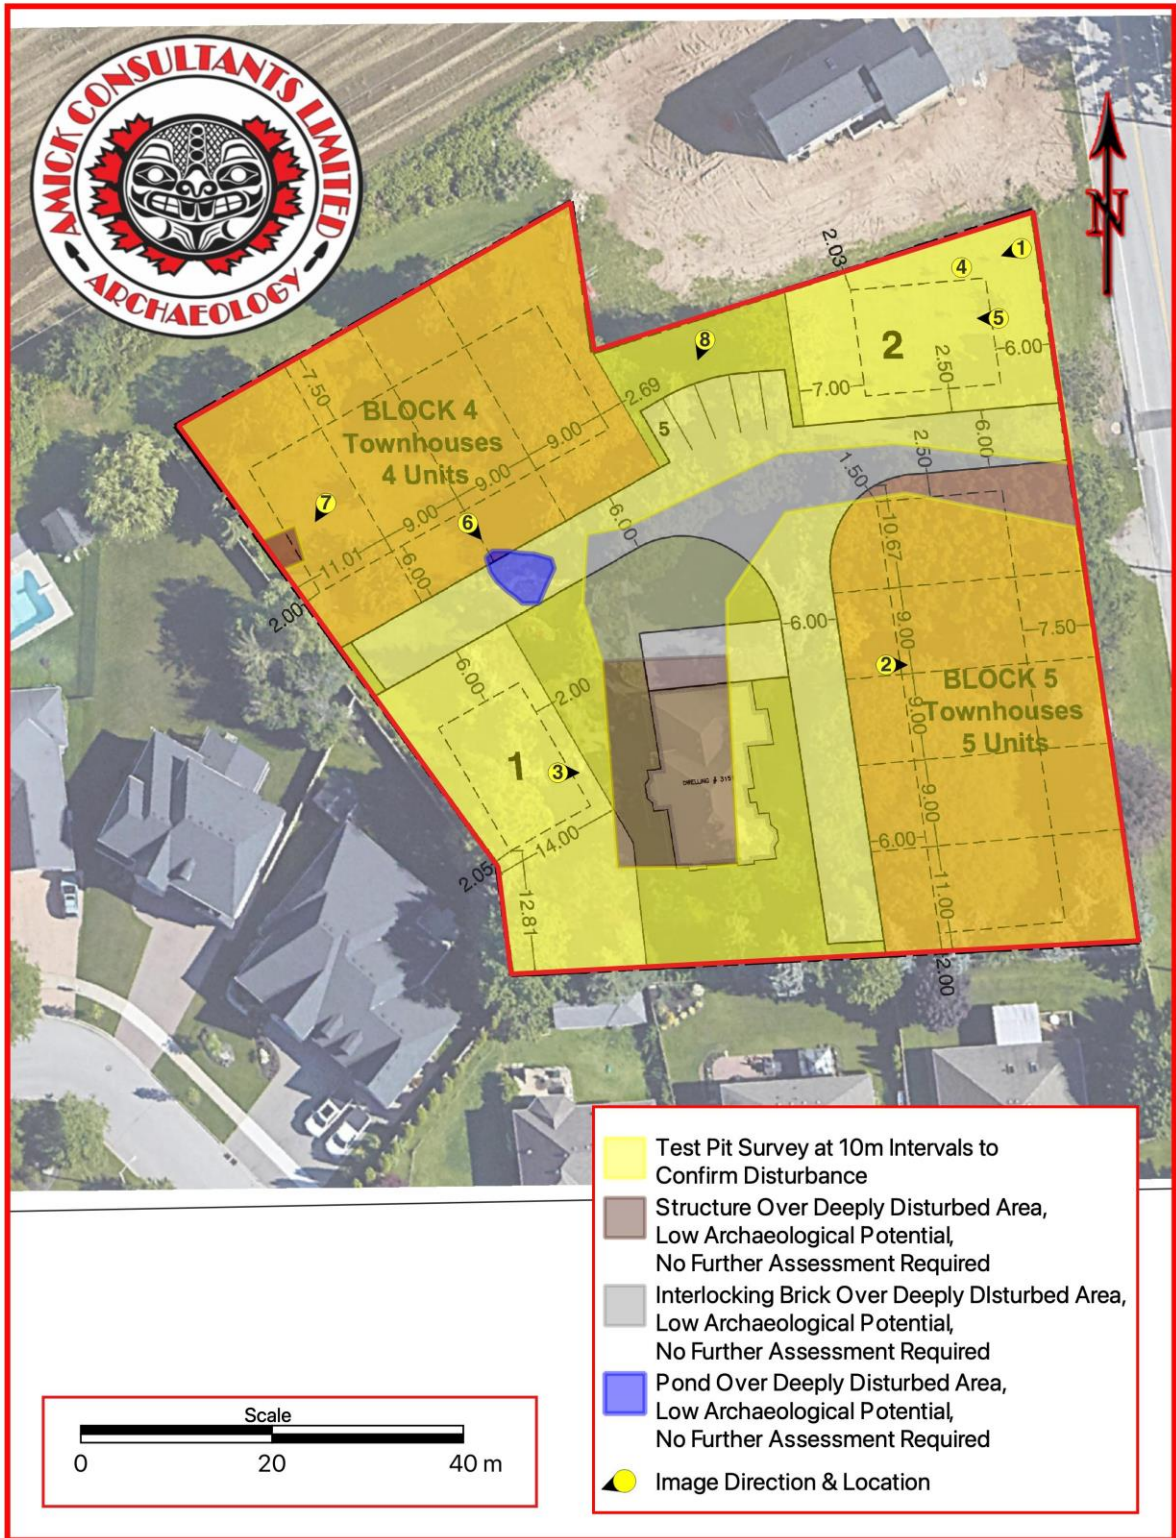 AMICK CONSULTANTS LIMITED
ARCHAEOLOGY
N
2.03
1
4
5
8
2
6.00
2.50
7.00
7.50
BLOCK 4
Townhouses
4 Units
2.69
9.00
9.00
9.00
11.01
6.00
2.00
7
6
5
6.00
1.50
2.50
6.00
10.67
6.00
9.00
7.50
2
BLOCK 5
Townhouses
5 Units
9.00
9.00
6.00
11.00
2.00
6.00
2.00
1
3
14.00
2.05
12.81
Test Pit Survey at 10m Intervals to
Confirm Disturbance
Structure Over Deeply Disturbed Area,
Low Archaeological Potential,
No Further Assessment Required
Interlocking Brick Over Deeply DIsturbed Area,
Low Archaeological Potential,
No Further Assessment Required
Pond Over Deeply Disturbed Area,
Low Archaeological Potential,
No Further Assessment Required
Image Direction & Location
Scale
0 20 40 m